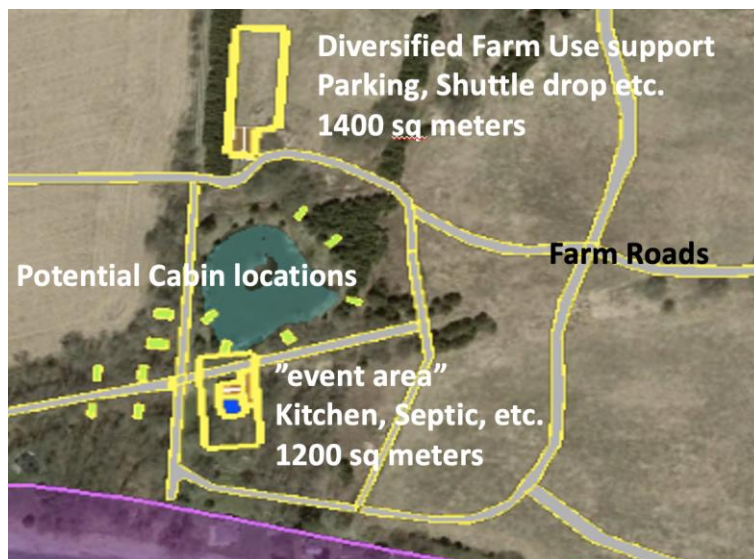 Diversified Farm Use support
Parking, Shuttle drop etc.
1400 sq meters
Farm Roads
Potential Cabin locations
”event area”
Kitchen, Septic, etc.
1200 sq meters